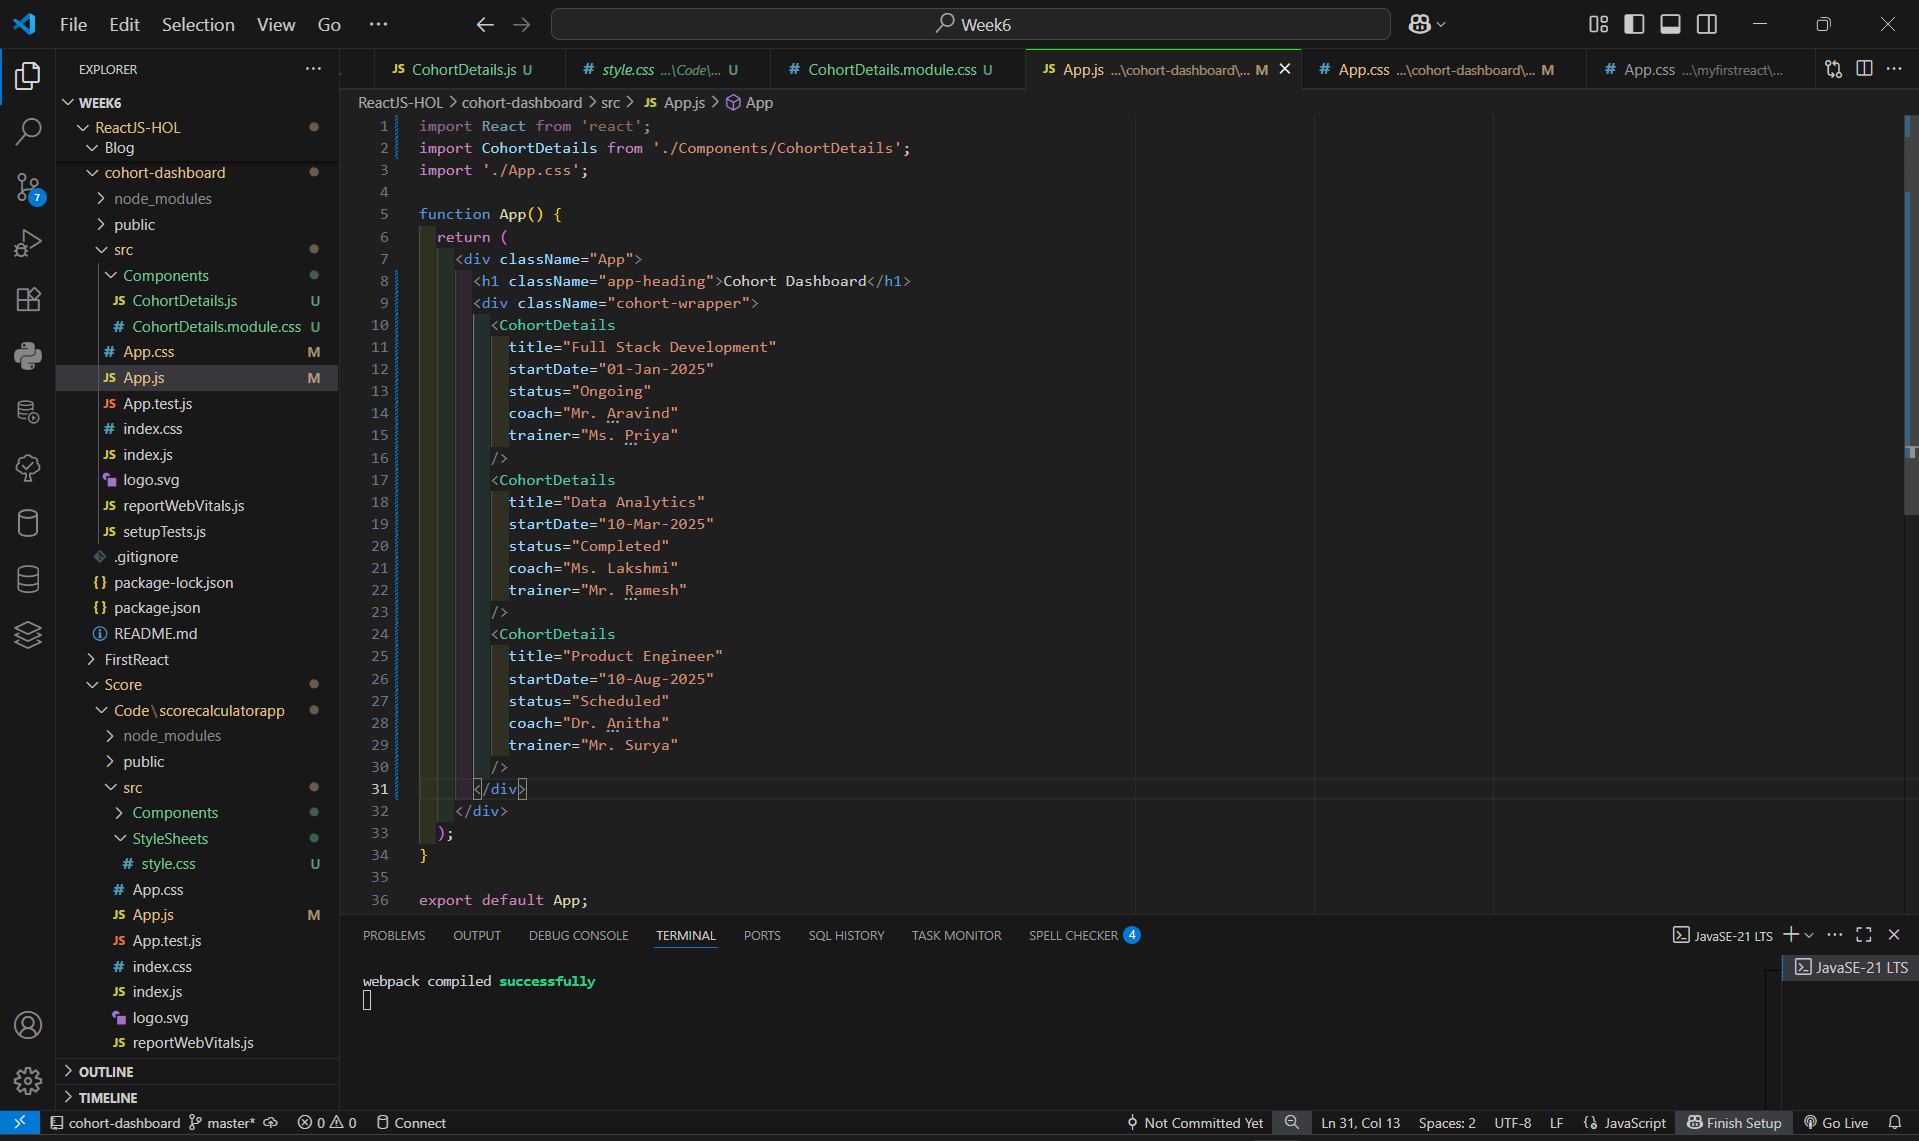 File Edit Selection View Go ··· Week6
EXPLORER ···
WEEK6
ReactJS-HOL
Blog
cohort-dashboard
node_modules
public
src
Components
CohortDetails.js U
CohortDetails.module.css U
App.css M
App.js M
App.test.js
index.css
index.js
logo.svg
reportWebVitals.js
setupTests.js
.gitignore
package-lock.json
package.json
README.md
FirstReact
Score
Code\scorecalculatorapp
node_modules
public
src
Components
StyleSheets
style.css U
App.css
App.js M
App.test.js
index.css
index.js
logo.svg
reportWebVitals.js
OUTLINE
TIMELINE
CohortDetails.js U style.css ...\Code\... U CohortDetails.module.css U App.js ...\cohort-dashboard\... M App.css ...\cohort-dashboard\... M App.css ...\myfirstreact\...
ReactJS-HOL > cohort-dashboard > src > JS App.js > App
1 import React from 'react';
2 import CohortDetails from './Components/CohortDetails';
3 import './App.css';
4
5 function App() {
6 return (
7 <div className="App">
8 <h1 className="app-heading">Cohort Dashboard</h1>
9 <div className="cohort-wrapper">
10 <CohortDetails
11 title="Full Stack Development"
12 startDate="01-Jan-2025"
13 status="Ongoing"
14 coach="Mr. Aravind"
15 trainer="Ms. Priya"
16 />
17 <CohortDetails
18 title="Data Analytics"
19 startDate="10-Mar-2025"
20 status="Completed"
21 coach="Ms. Lakshmi"
22 trainer="Mr. Ramesh"
23 />
24 <CohortDetails
25 title="Product Engineer"
26 startDate="10-Aug-2025"
27 status="Scheduled"
28 coach="Dr. Anitha"
29 trainer="Mr. Surya"
30 />
31 </div>
32 </div>
33 );
34 }
35
36 export default App;
PROBLEMS OUTPUT DEBUG CONSOLE TERMINAL PORTS SQL HISTORY TASK MONITOR SPELL CHECKER 4 JavaSE-21 LTS
webpack compiled successfully
JavaSE-21 LTS
cohort-dashboard master* 0 0 Connect Not Committed Yet Ln 31, Col 13 Spaces: 2 UTF-8 LF JavaScript Finish Setup Go Live